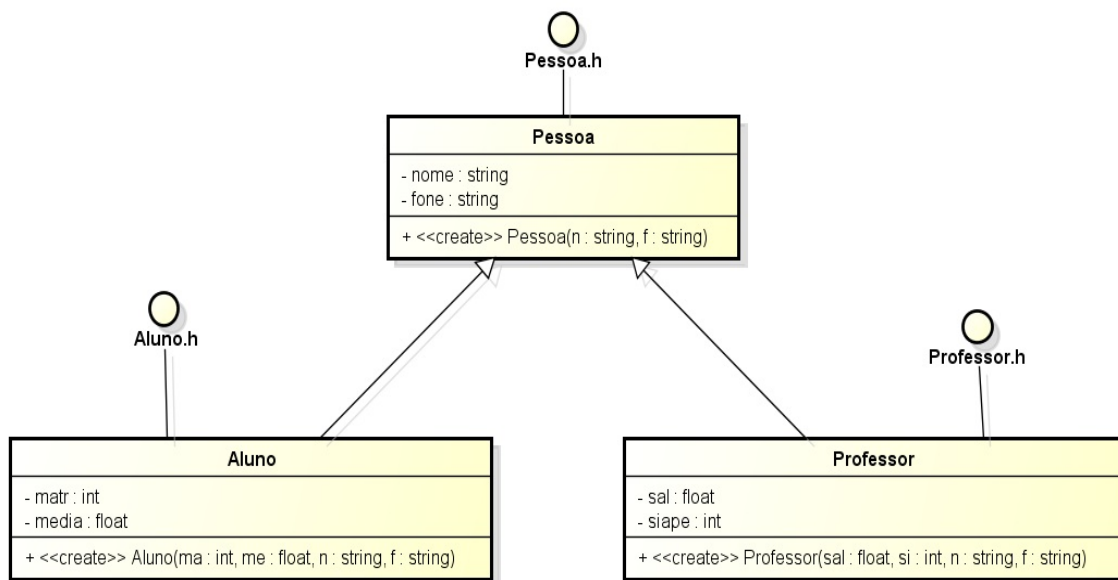 Pessoa.h
Pessoa
- nome : string
- fone : string
+ <<create>> Pessoa(n : string, f : string)
Aluno.h
Aluno
- matr : int
- media : float
+ <<create>> Aluno(ma : int, me : float, n : string, f : string)
Professor.h
Professor
- sal : float
- siape : int
+ <<create>> Professor(sal : float, si : int, n : string, f : string)